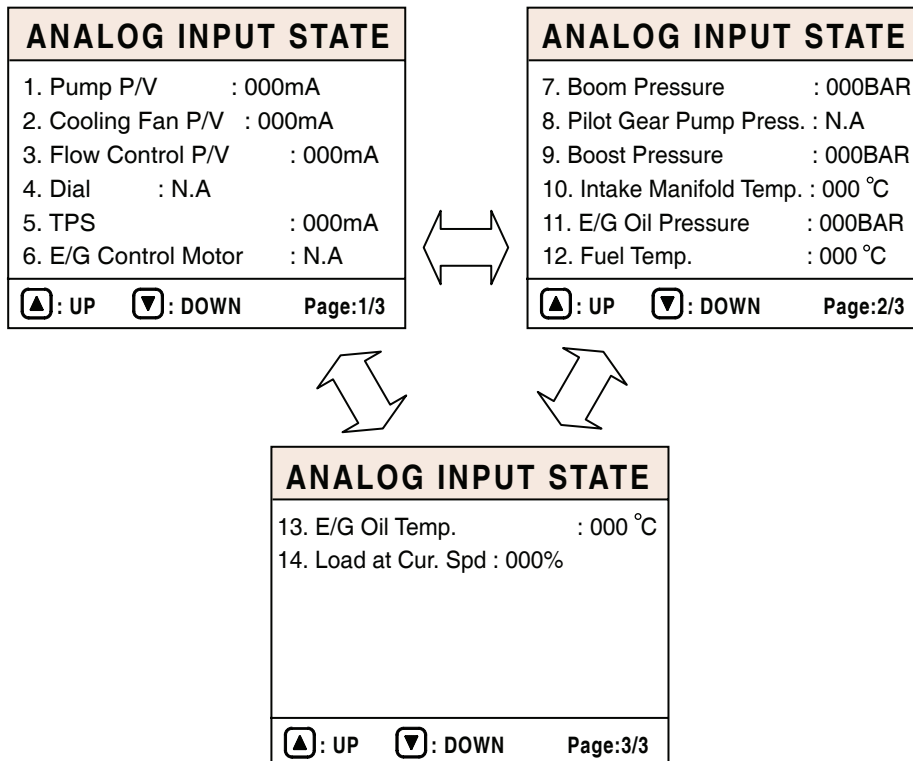 ANALOG INPUT STATE
1. Pump P/V : 000mA
2. Cooling Fan P/V : 000mA
3. Flow Control P/V : 000mA
4. Dial : N.A
5. TPS : 000mA
6. E/G Control Motor : N.A
▲ : UP ▼ : DOWN Page:1/3
ANALOG INPUT STATE
7. Boom Pressure : 000BAR
8. Pilot Gear Pump Press. : N.A
9. Boost Pressure : 000BAR
10. Intake Manifold Temp. : 000 °C
11. E/G Oil Pressure : 000BAR
12. Fuel Temp. : 000 °C
▲ : UP ▼ : DOWN Page:2/3
ANALOG INPUT STATE
13. E/G Oil Temp. : 000 °C
14. Load at Cur. Spd : 000%
▲ : UP ▼ : DOWN Page:3/3